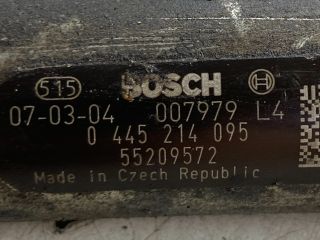 515 BOSCH
07-03-04 007979 L4
0 445 214 095
55209572
Made in Czech Republic